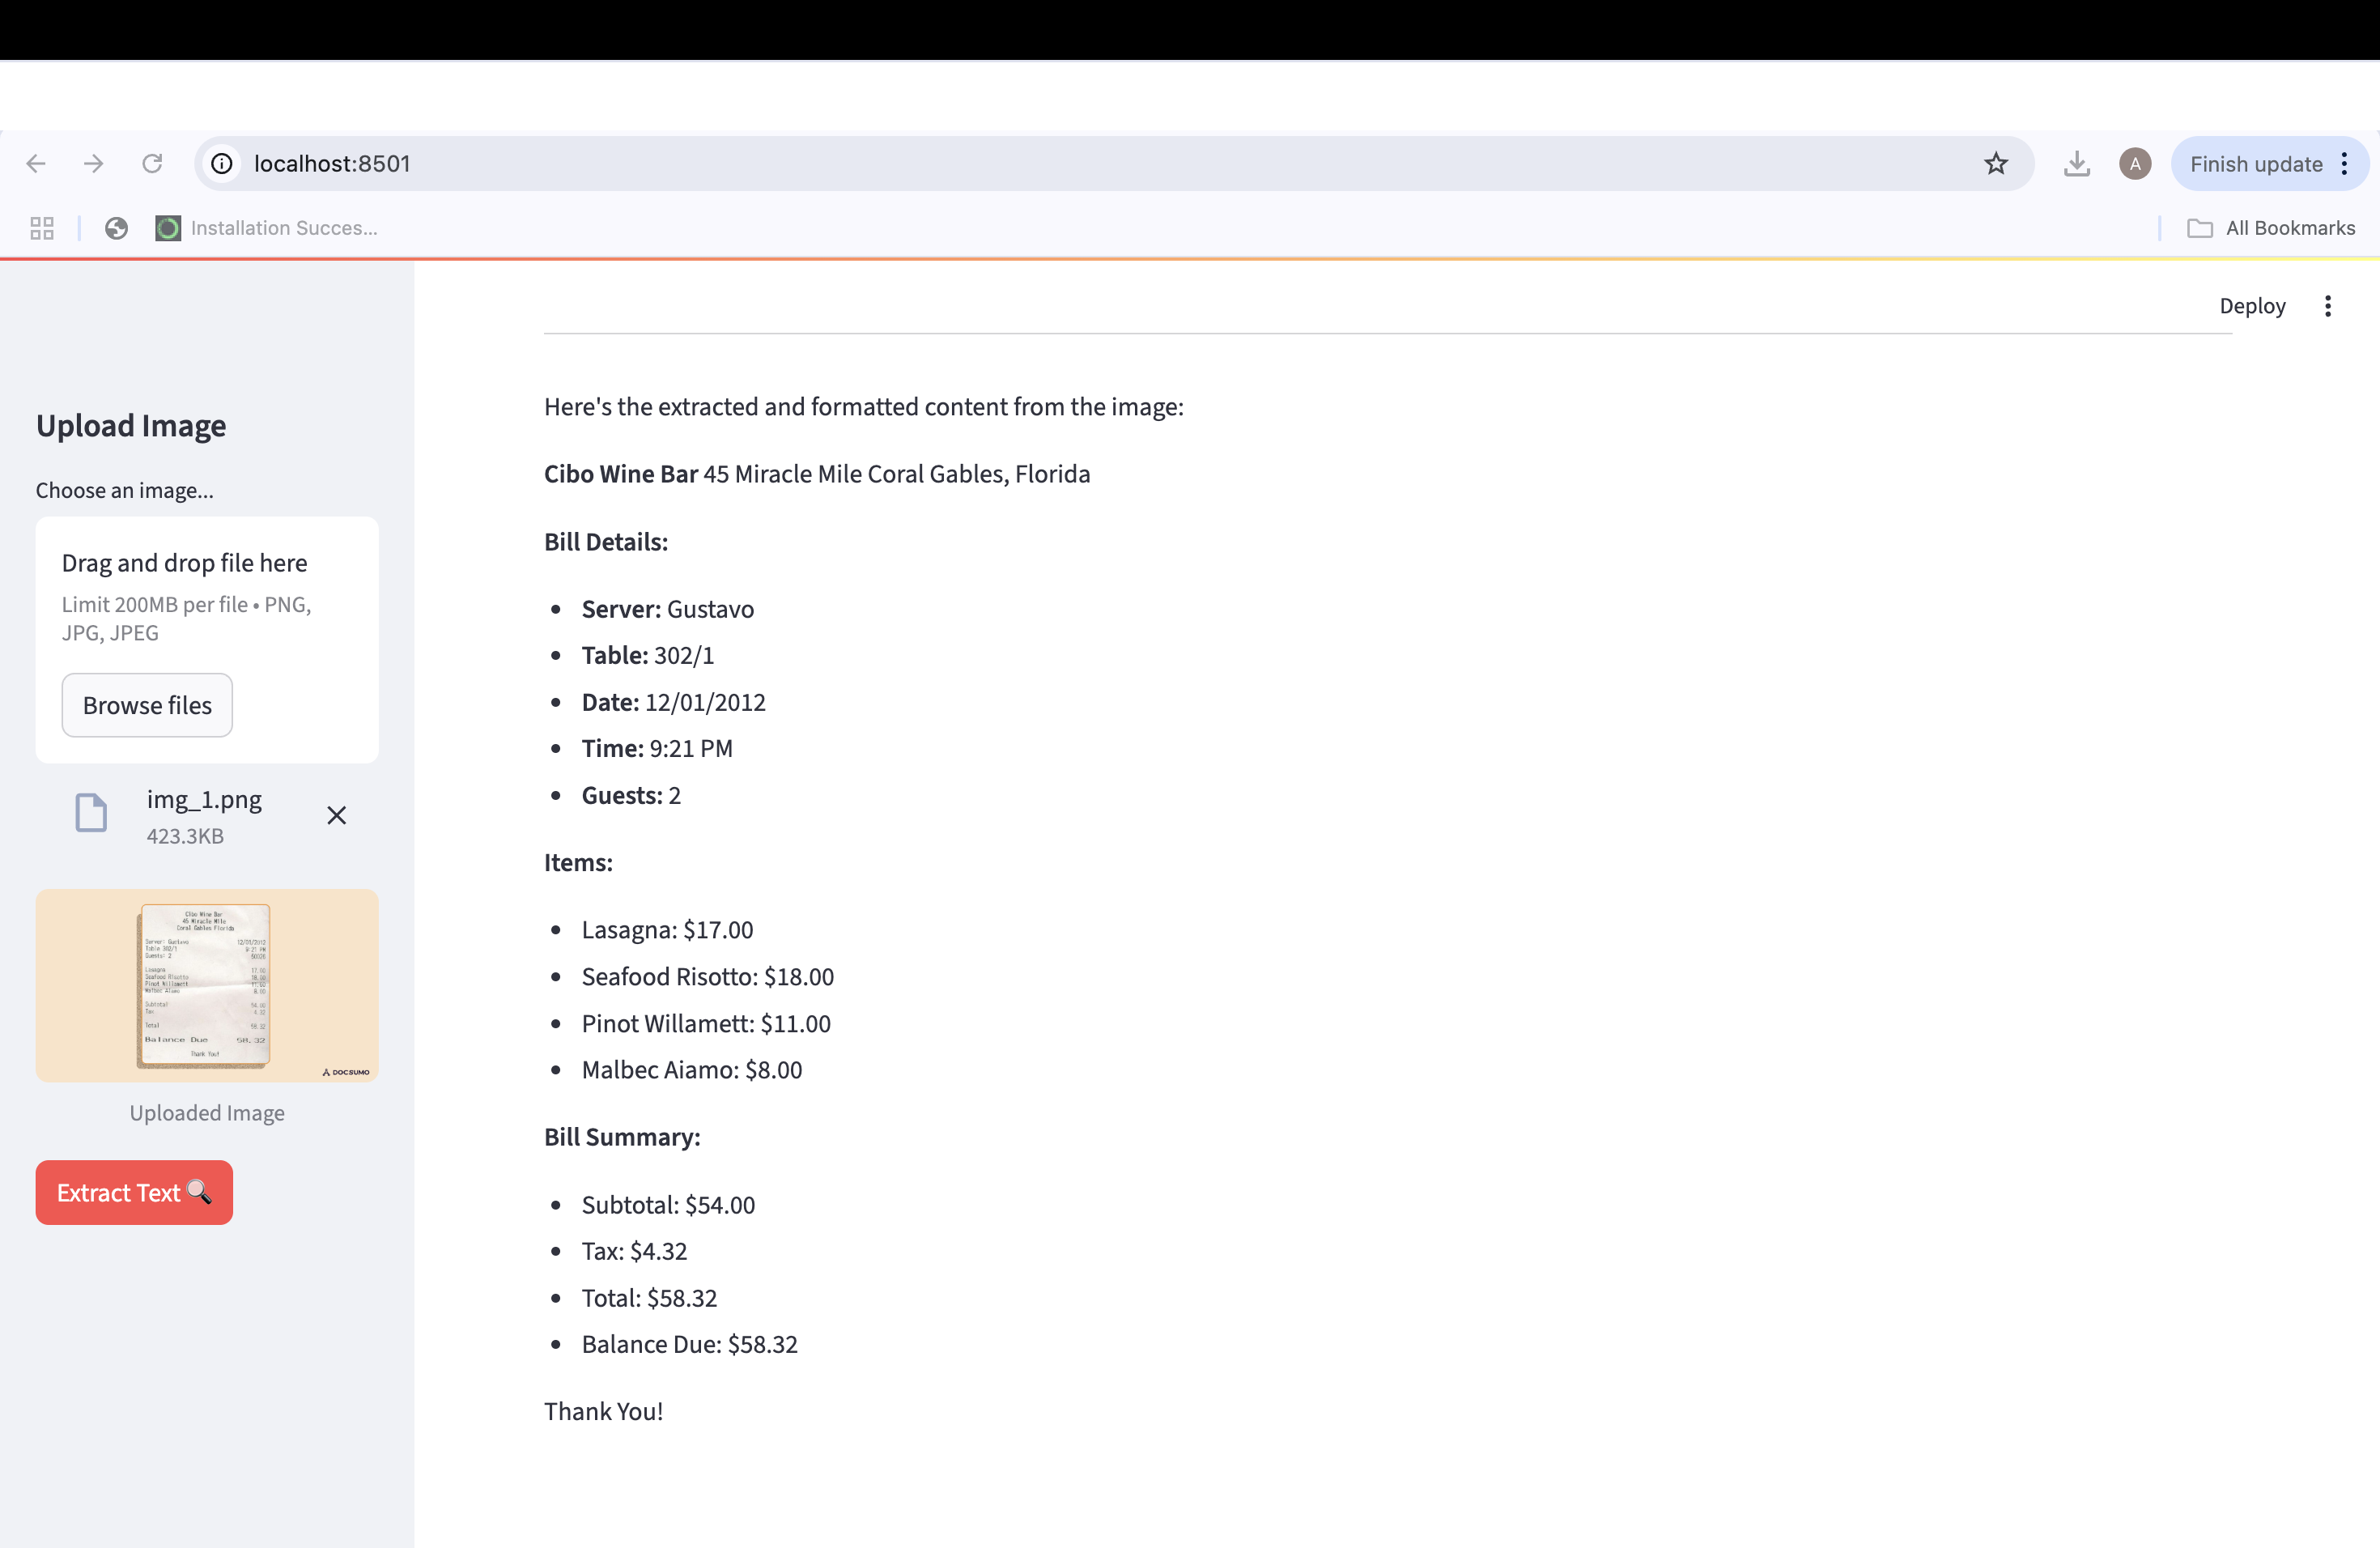 localhost:8501
A
Finish update
Installation Succes...
All Bookmarks
Deploy
Upload Image
Choose an image...
Drag and drop file here
Limit 200MB per file • PNG,
JPG, JPEG
Browse files
img_1.png
423.3KB
Cibo Wine Bar
45 Miracle Mile
Coral Gables Florida
Server: Gustavo 12/01/2012
Table 302/1 9:21 PM
Guests: 2
Lasagna
Seafood Risotto 18.00
Pinot Willamett 11.00
8.00
Subtotal 54.00
Tax 4.32
Total 58.32
Balance Due 58.32
Thank You!
DOCSUMO
Uploaded Image
Extract Text
Here's the extracted and formatted content from the image:
Cibo Wine Bar 45 Miracle Mile Coral Gables, Florida
Bill Details:
• Server: Gustavo
• Table: 302/1
• Date: 12/01/2012
• Time: 9:21 PM
• Guests: 2
Items:
• Lasagna: $17.00
• Seafood Risotto: $18.00
• Pinot Willamett: $11.00
• Malbec Aiamo: $8.00
Bill Summary:
• Subtotal: $54.00
• Tax: $4.32
• Total: $58.32
• Balance Due: $58.32
Thank You!